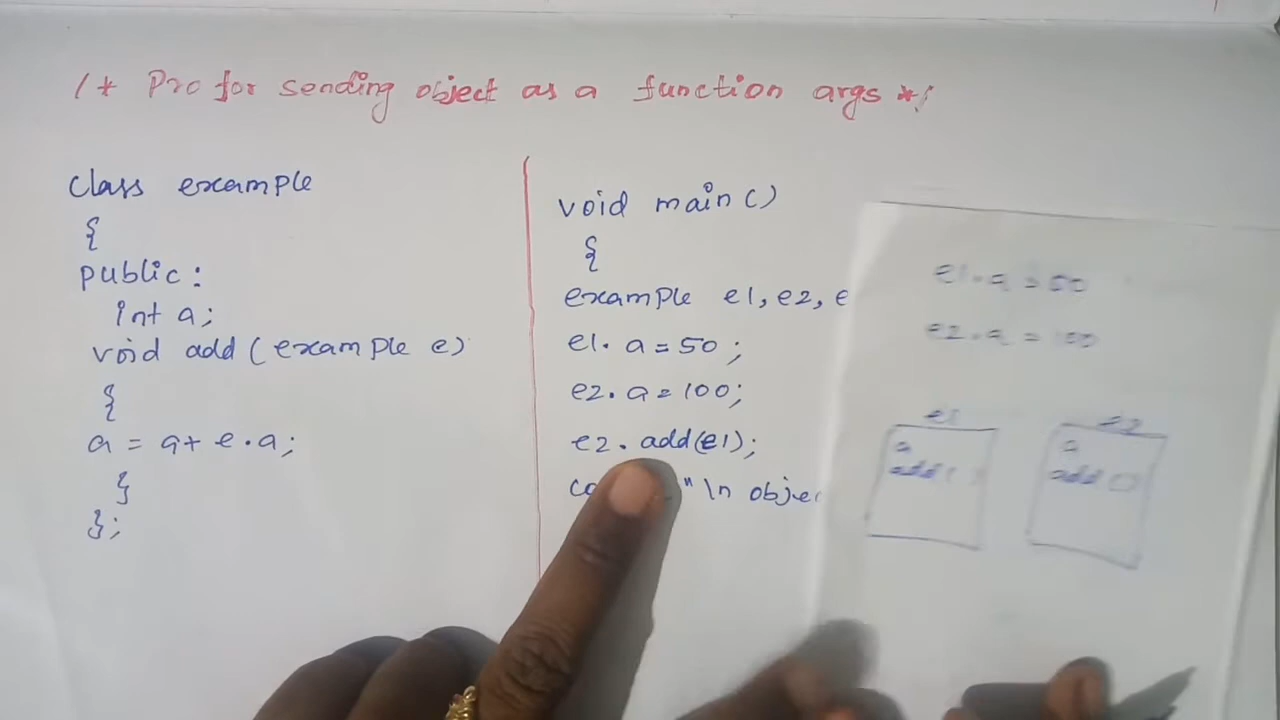 /* Pro for sending object as a function args */
class example
{
public:
int a;
void add (example e)
{
a = a+ e.a;
}
};
void main()
{
example e1, e2, e
e1. a = 50;
e2. a = 100;
e2. add(e1);
"\n objec
e1.a = 50
e2.a = 100
e1
a
add( )
e2
a
add ()